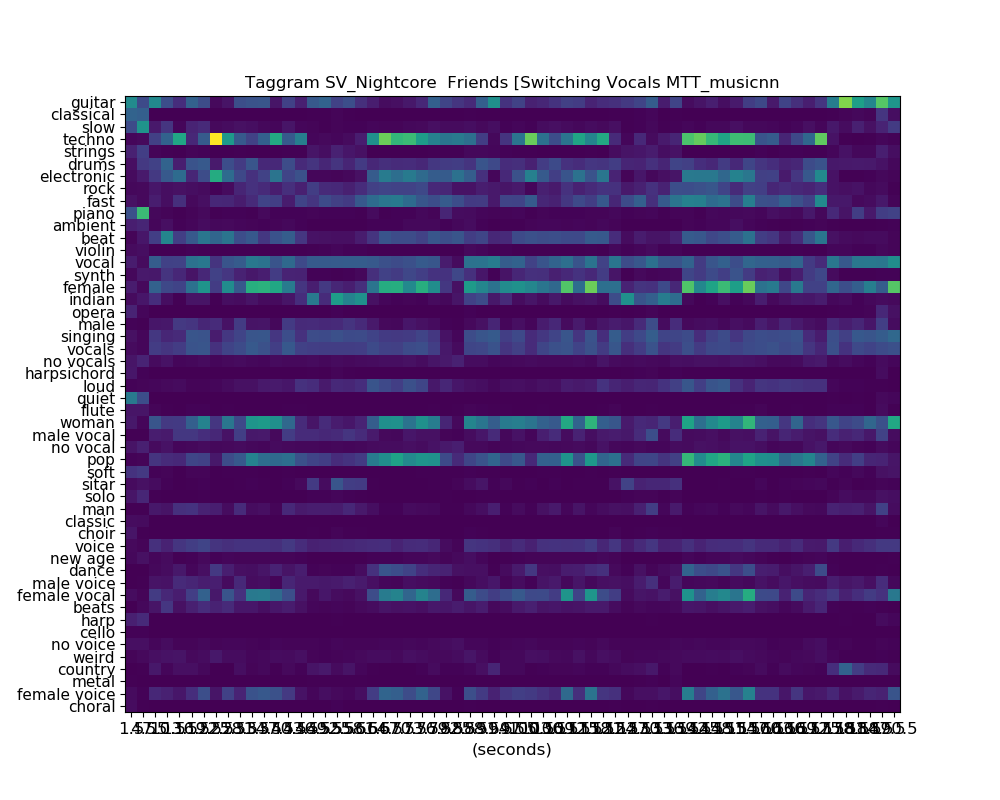 Taggram SV_Nightcore  Friends [Switching Vocals MTT_musicnn
guitar
classical
slow
techno
strings
drums
electronic
rock
fast
piano
ambient
beat
violin
vocal
synth
female
indian
opera
male
singing
vocals
no vocals
harpsichord
loud
quiet
flute
woman
male vocal
no vocal
pop
soft
sitar
solo
man
classic
choir
voice
new age
dance
male voice
female vocal
beats
harp
cello
no voice
weird
country
metal
female voice
choral
(seconds)